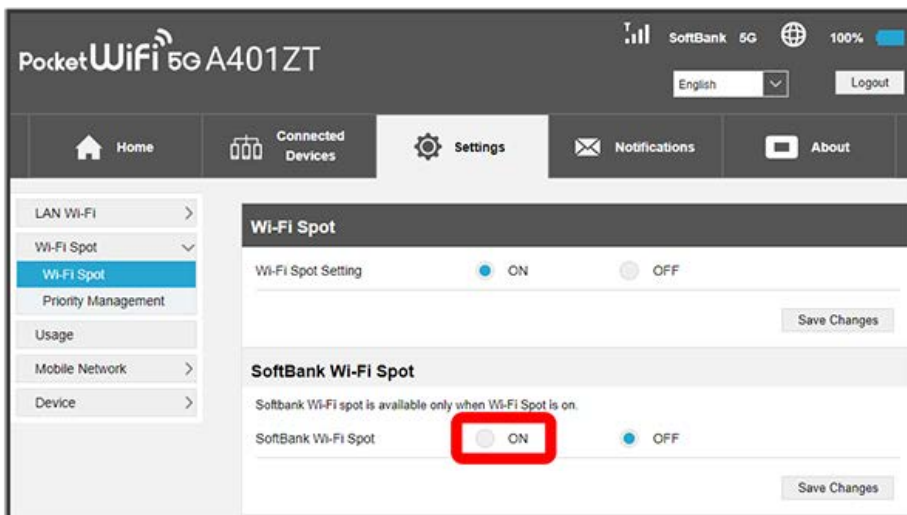 SoftBank 5G 100%
Pocket WiFi 5G A401ZT
English Logout
Home
Connected
Devices
Settings
Notifications
About
LAN Wi-Fi
Wi-Fi Spot
Wi-Fi Spot
Priority Management
Usage
Mobile Network
Device
Wi-Fi Spot
Wi-Fi Spot Setting ON OFF
Save Changes
SoftBank Wi-Fi Spot
Softbank Wi-Fi spot is available only when Wi-Fi Spot is on.
SoftBank Wi-Fi Spot ON OFF
Save Changes